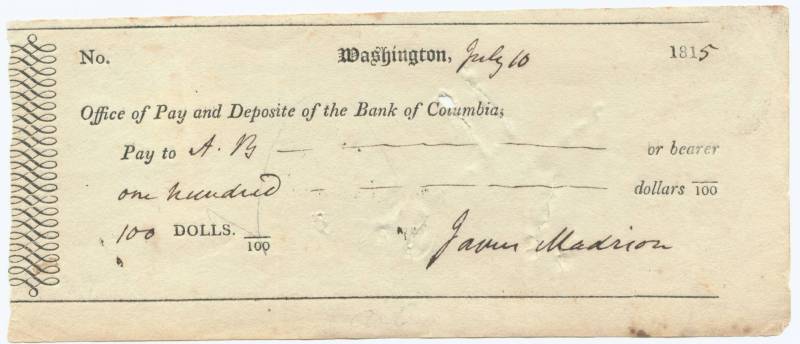 No. Washington, July 10 1815
Office of Pay and Deposite of the Bank of Columbia;
Pay to A. B — — or bearer
one hundred — — dollars /100
100 DOLLS. /100
James Madison